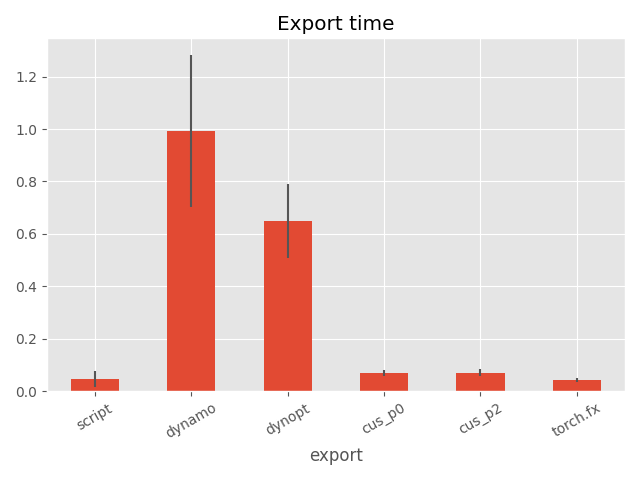 Export time
1.2
1.0
0.8
0.6
0.4
0.2
0.0
script
dynamo
dynopt
cus_p0
cus_p2
torch.fx
export